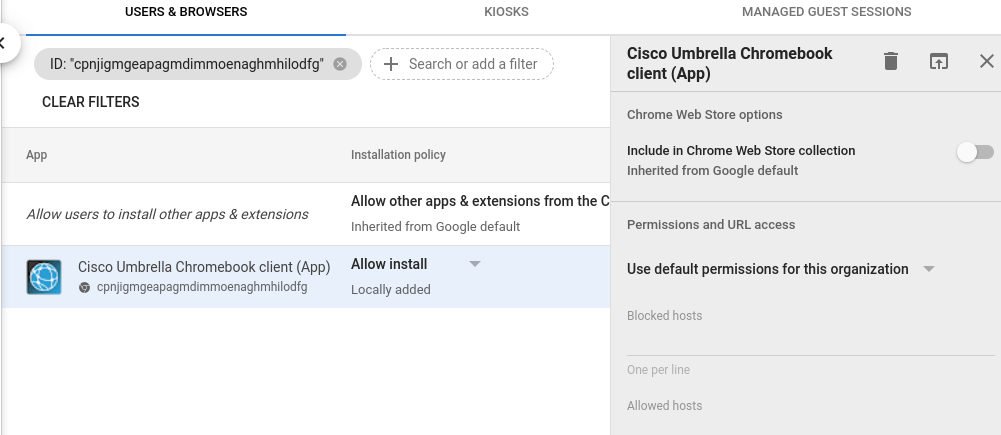 USERS & BROWSERS
KIOSKS
MANAGED GUEST SESSIONS
ID: "cpnjigmgeapagmdimmoenaghmhilodfg"
Search or add a filter
CLEAR FILTERS
App
Installation policy
Allow users to install other apps & extensions
Allow other apps & extensions from the C
Inherited from Google default
Cisco Umbrella Chromebook client (App)
cpnjigmgeapagmdimmoenaghmhilodfg
Allow install
Locally added
Cisco Umbrella Chromebook
client (App)
Chrome Web Store options
Include in Chrome Web Store collection
Inherited from Google default
Permissions and URL access
Use default permissions for this organization
Blocked hosts
One per line
Allowed hosts